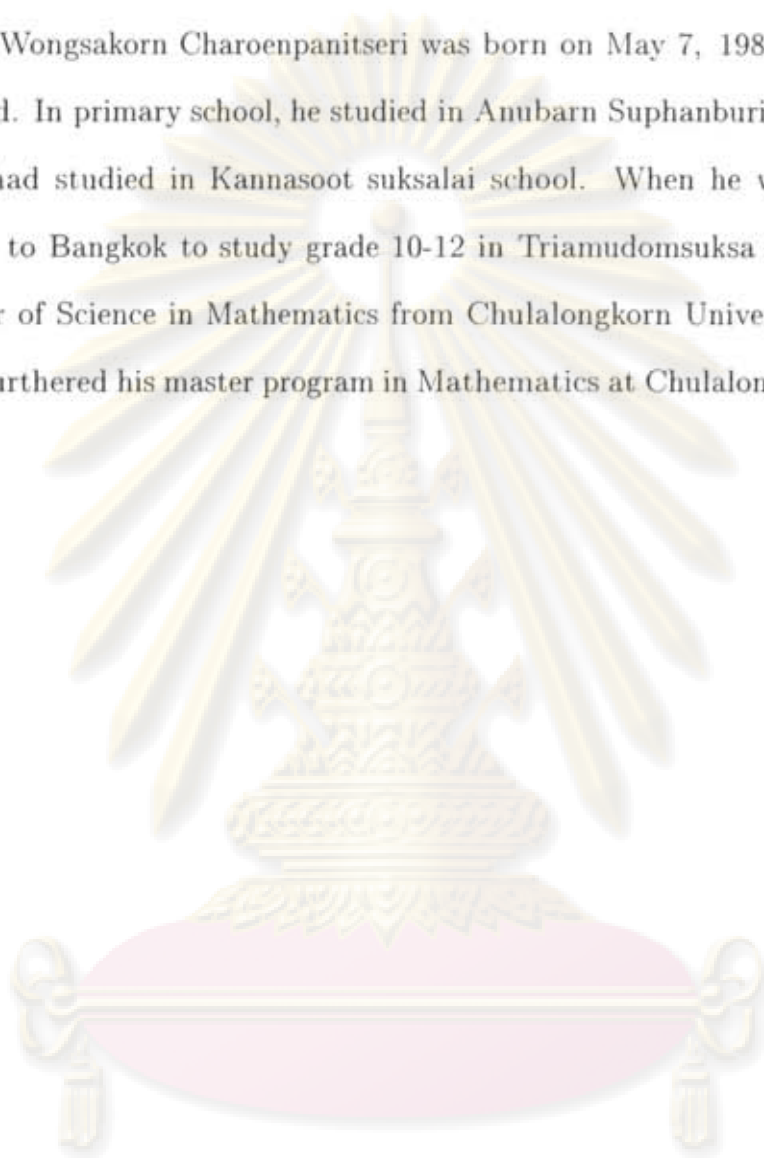 Wongsakorn Charoenpanitseri was born on May 7, 198
d. In primary school, he studied in Anubarn Suphanburi
had studied in Kannasoot suksalai school. When he w
to Bangkok to study grade 10-12 in Triamudomsuksa
r of Science in Mathematics from Chulalongkorn Unive
urthered his master program in Mathematics at Chulalon